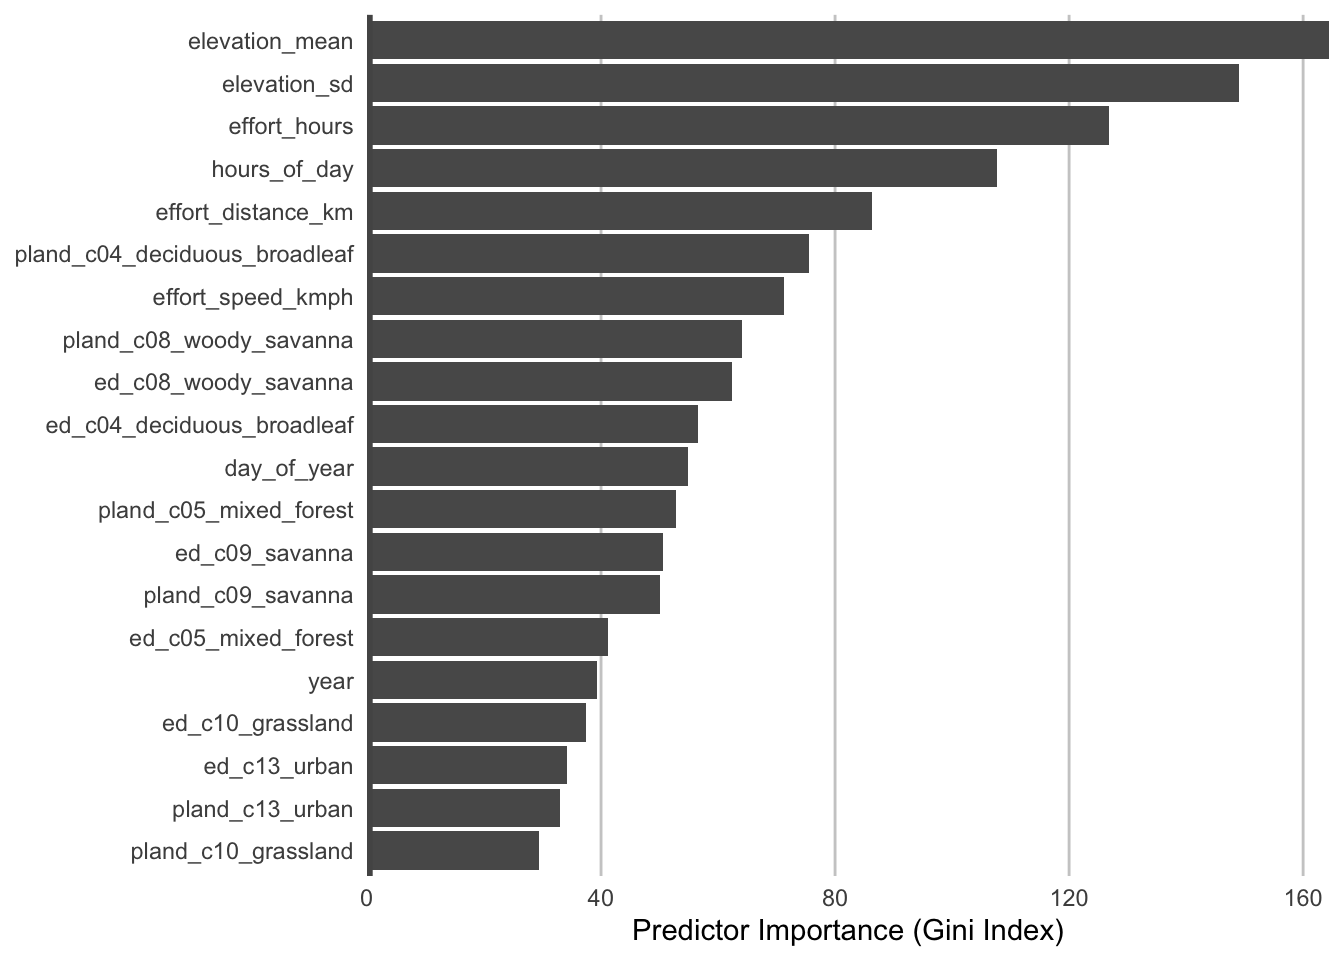 elevation_mean
elevation_sd
effort_hours
hours_of_day
effort_distance_km
pland_c04_deciduous_broadleaf
effort_speed_kmph
pland_c08_woody_savanna
ed_c08_woody_savanna
ed_c04_deciduous_broadleaf
day_of_year
pland_c05_mixed_forest
ed_c09_savanna
pland_c09_savanna
ed_c05_mixed_forest
year
ed_c10_grassland
ed_c13_urban
pland_c13_urban
pland_c10_grassland
0 40 80 120 160
Predictor Importance (Gini Index)